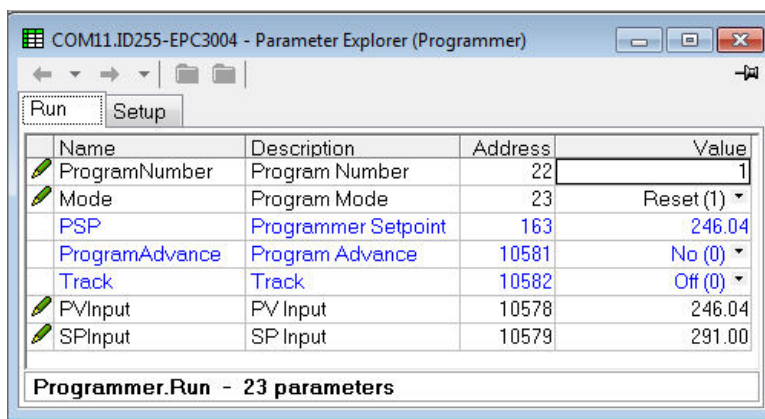 COM11.ID255-EPC3004 - Parameter Explorer (Programmer)
Run Setup
Name Description Address Value
ProgramNumber Program Number 22 1
Mode Program Mode 23 Reset (1)
PSP Programmer Setpoint 163 246.04
ProgramAdvance Program Advance 10581 No (0)
Track Track 10582 Off (0)
PVInput PV Input 10578 246.04
SPInput SP Input 10579 291.00
Programmer.Run - 23 parameters